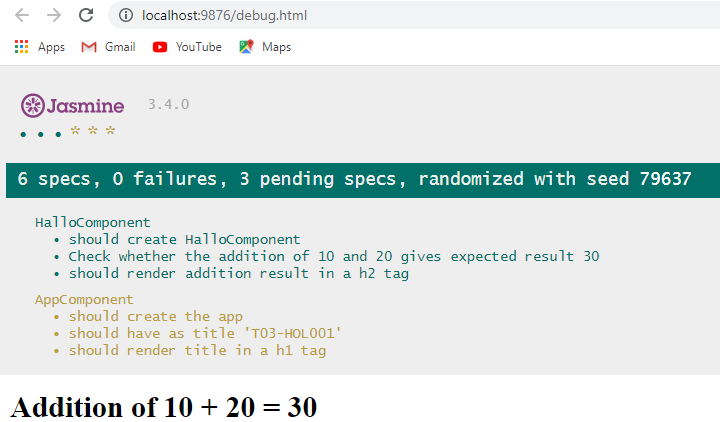 localhost:9876/debug.html
Apps Gmail YouTube Maps
Jasmine 3.4.0
• • • * * *
6 specs, 0 failures, 3 pending specs, randomized with seed 79637
HalloComponent
• should create HalloComponent
• Check whether the addition of 10 and 20 gives expected result 30
• should render addition result in a h2 tag
AppComponent
• should create the app
• should have as title 'T03-HOL001'
• should render title in a h1 tag
Addition of 10 + 20 = 30